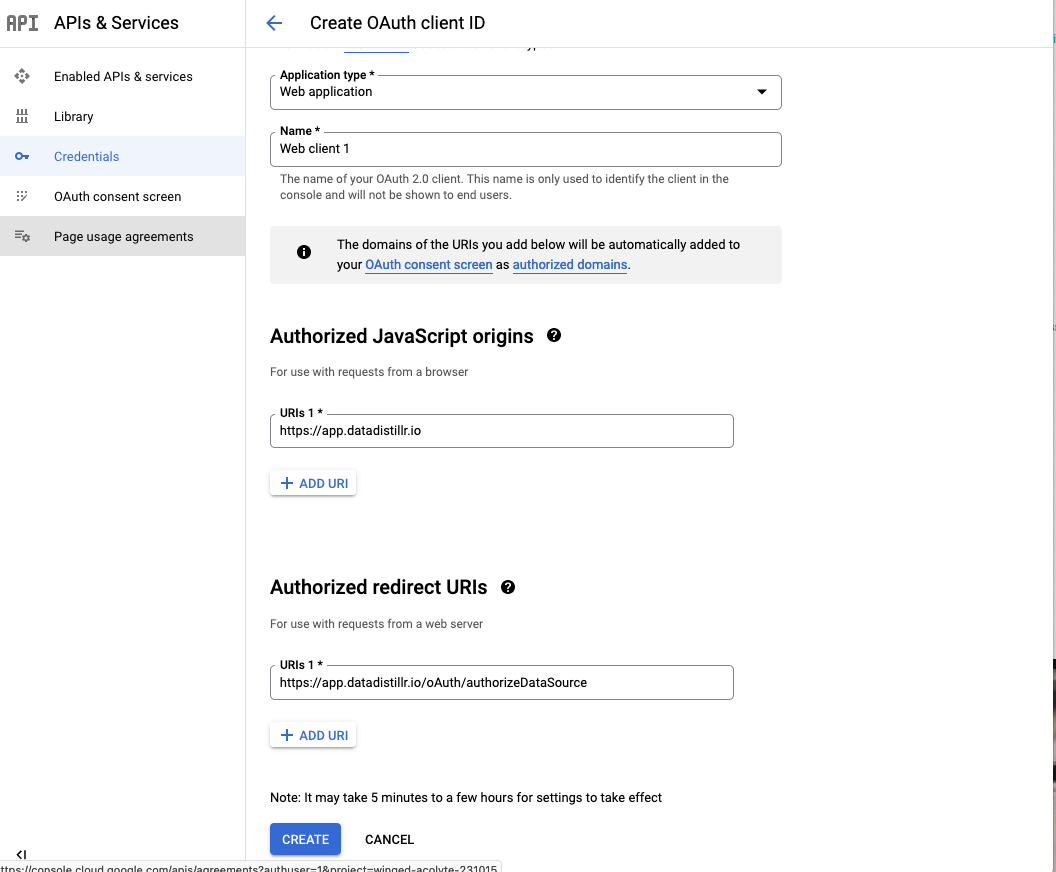 API APIs & Services
Enabled APIs & services
Library
Credentials
OAuth consent screen
Page usage agreements
Create OAuth client ID
Application type *
Web application
Name *
Web client 1
The name of your OAuth 2.0 client. This name is only used to identify the client in the
console and will not be shown to end users.
The domains of the URIs you add below will be automatically added to
your OAuth consent screen as authorized domains.
Authorized JavaScript origins
For use with requests from a browser
URIs 1 *
https://app.datadistillr.io
ADD URI
Authorized redirect URIs
For use with requests from a web server
URIs 1 *
https://app.datadistillr.io/oAuth/authorizeDataSource
ADD URI
Note: It may take 5 minutes to a few hours for settings to take effect
CREATE CANCEL
ttps://console.cloud.google.com/apis/agreements?authuser=1&project=winged-acolyte-231015